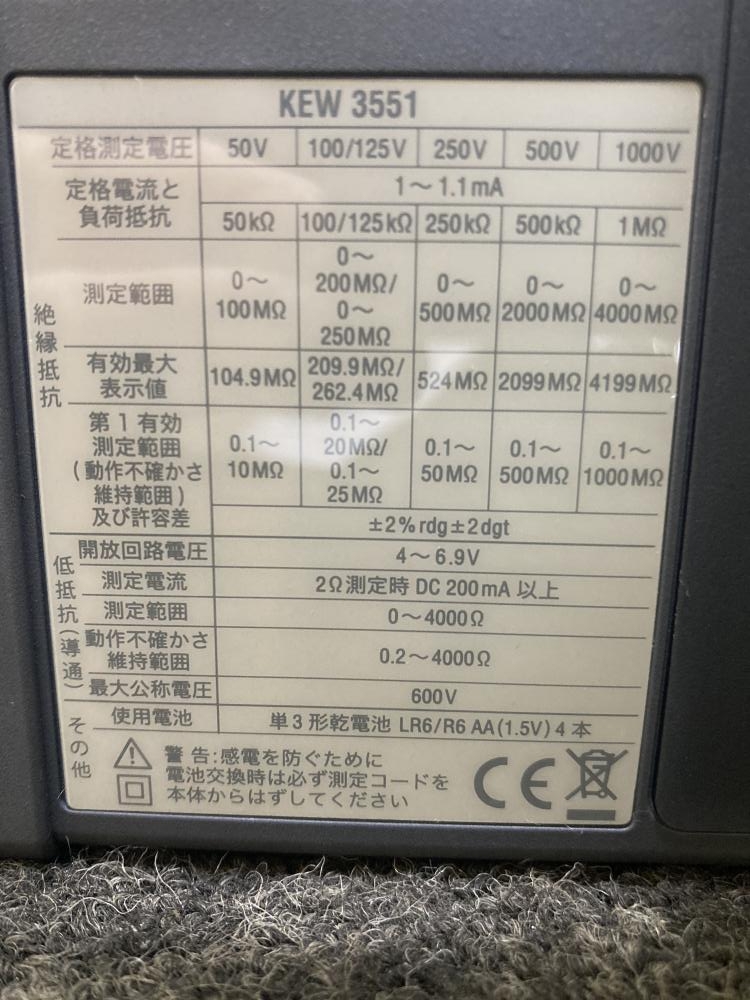 KEW 3551
定格測定電圧 50V 100/125V 250V 500V 1000V
定格電流と
負荷抵抗
1～1.1mA
50kΩ 100/125kΩ 250kΩ 500kΩ 1MΩ
絶縁抵抗
測定範囲
0～
100MΩ
0～
200MΩ/
0～
250MΩ
0～
500MΩ
0～
2000MΩ
0～
4000MΩ
有効最大
表示値
104.9MΩ
209.9MΩ/
262.4MΩ
524MΩ 2099MΩ 4199MΩ
第1有効
測定範囲
(動作不確かさ
維持範囲)
及び許容差
0.1～
10MΩ
0.1～
20MΩ/
0.1～
25MΩ
0.1～
50MΩ
0.1～
500MΩ
0.1～
1000MΩ
±2%rdg±2dgt
低抵抗(導通)
開放回路電圧 4～6.9V
測定電流 2Ω測定時 DC 200mA 以上
測定範囲 0～4000Ω
動作不確かさ
維持範囲
0.2～4000Ω
その他
最大公称電圧 600V
使用電池 単3形乾電池 LR6/R6 AA(1.5V)4本
警告:感電を防ぐために
電池交換時は必ず測定コードを
本体からはずしてください
CE